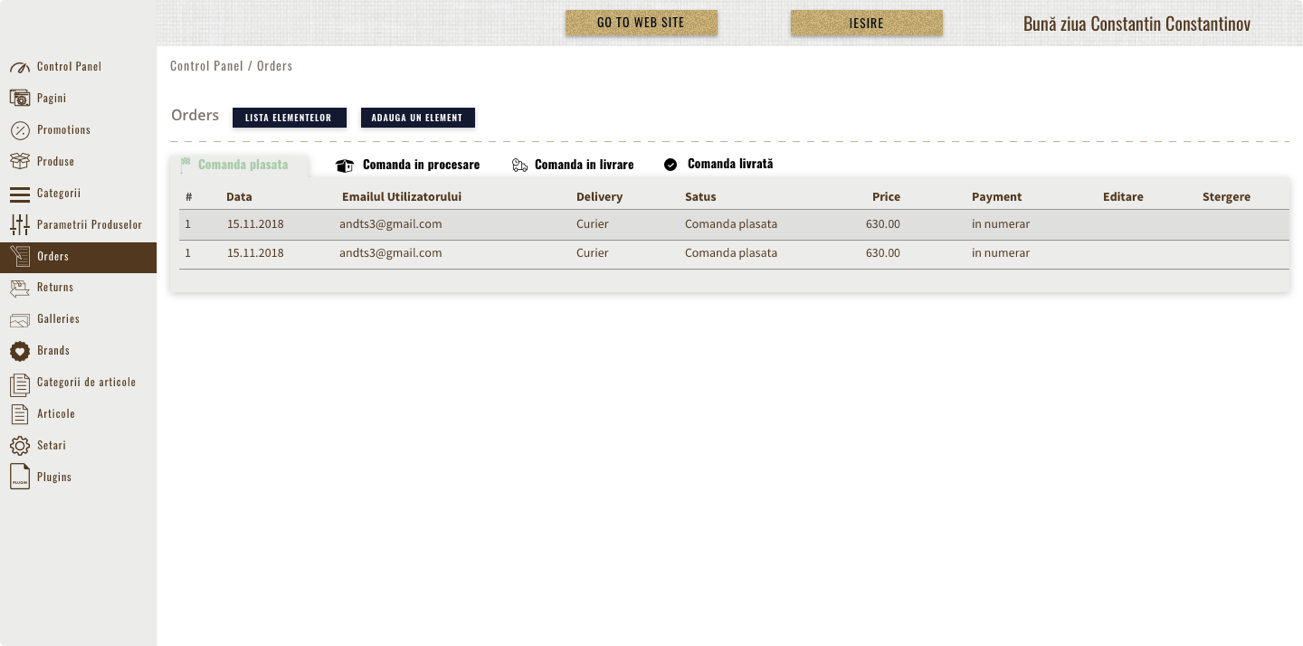 GO TO WEB SITE
IESIRE
Bună ziua Constantin Constantinov
Control Panel
Pagini
Promotions
Produse
Categorii
Parametrii Produselor
Orders
Returns
Galleries
Brands
Categorii de articole
Articole
Setari
PLUGIN Plugins
Control Panel / Orders
Orders LISTA ELEMENTELOR ADAUGA UN ELEMENT
Comanda plasata Comanda in procesare Comanda in livrare Comanda livrată
# Data Emailul Utilizatorului Delivery Satus Price Payment Editare Stergere
1 15.11.2018 andts3@gmail.com Curier Comanda plasata 630.00 in numerar
1 15.11.2018 andts3@gmail.com Curier Comanda plasata 630.00 in numerar